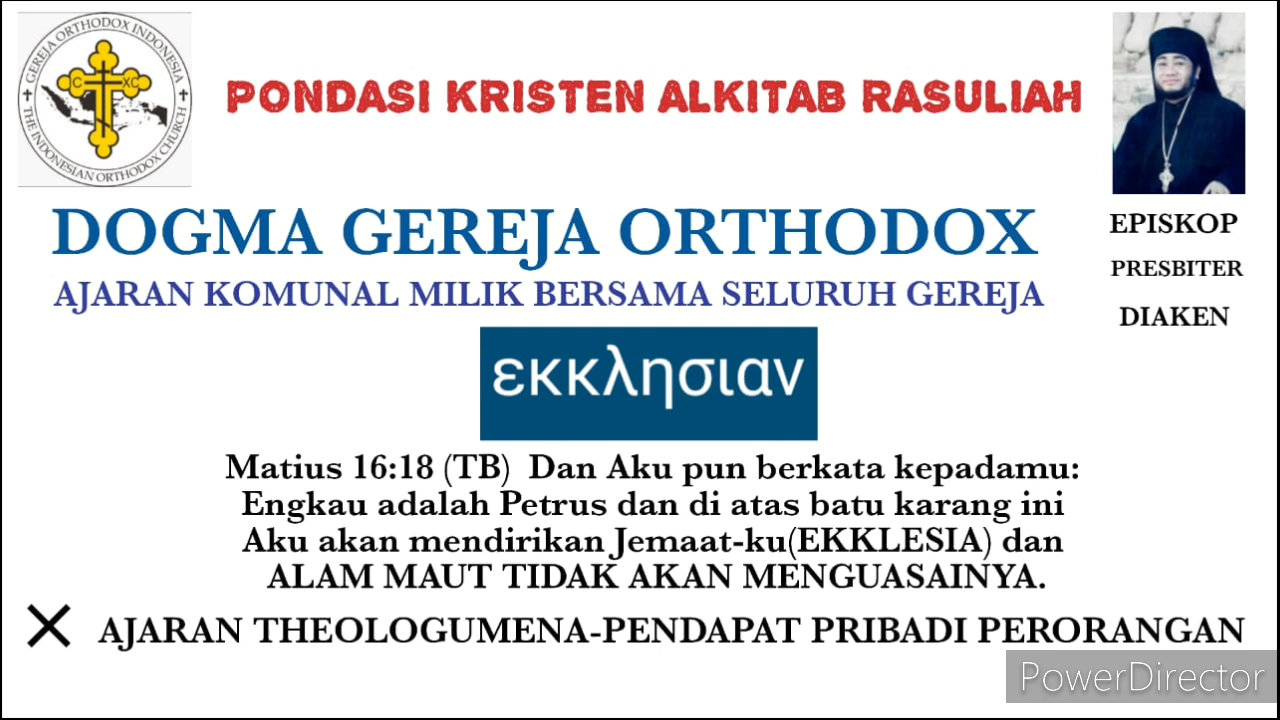 GEREJA ORTHODOX INDONESIA
THE INDONESIAN ORTHODOX CHURCH
IC XC
PONDASI KRISTEN ALKITAB RASULIAH
DOGMA GEREJA ORTHODOX
AJARAN KOMUNAL MILIK BERSAMA SELURUH GEREJA
EPISKOP
PRESBITER
DIAKEN
εκκλησιαν
Matius 16:18 (TB) Dan Aku pun berkata kepadamu:
Engkau adalah Petrus dan di atas batu karang ini
Aku akan mendirikan Jemaat-ku(EKKLESIA) dan
ALAM MAUT TIDAK AKAN MENGUASAINYA.
× AJARAN THEOLOGUMENA-PENDAPAT PRIBADI PERORANGAN
PowerDirector